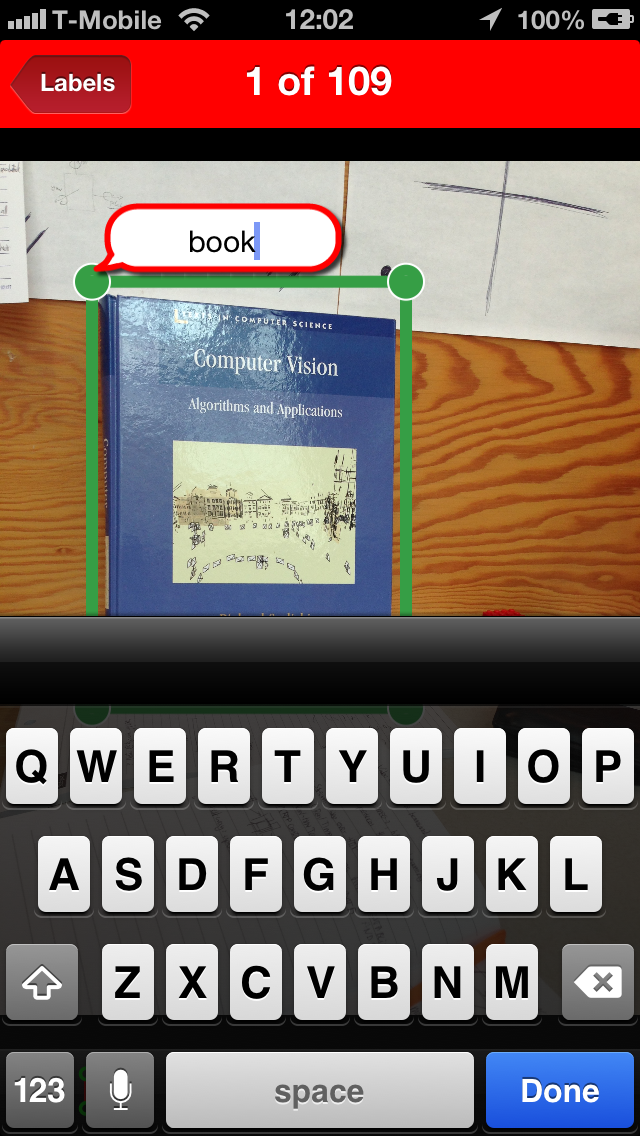 T-Mobile 12:02 100%
Labels 1 of 109
book
IN COMPUTER SCIENCE
Computer Vision
Algorithms and Applications
Q W E R T Y U I O P
A S D F G H J K L
Z X C V B N M
123 space Done